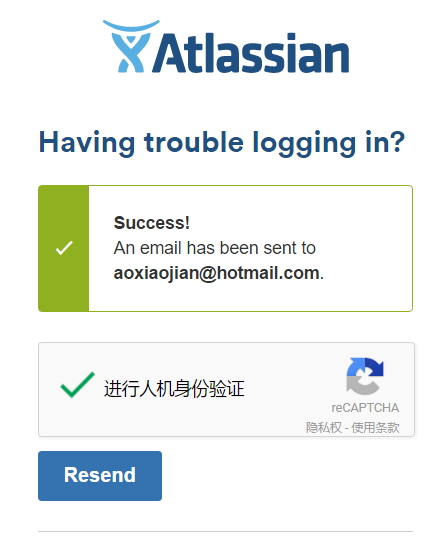 Atlassian
Having trouble logging in?
Success!
An email has been sent to
aoxiaojian@hotmail.com.
进行人机身份验证
reCAPTCHA
隐私权 - 使用条款
Resend